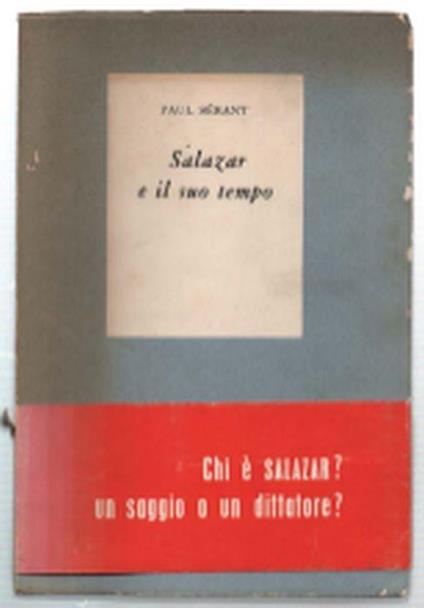 PAUL SÉRANT
Salazar
e il suo tempo
Chi è SALAZAR?
un saggio o un dittatore?